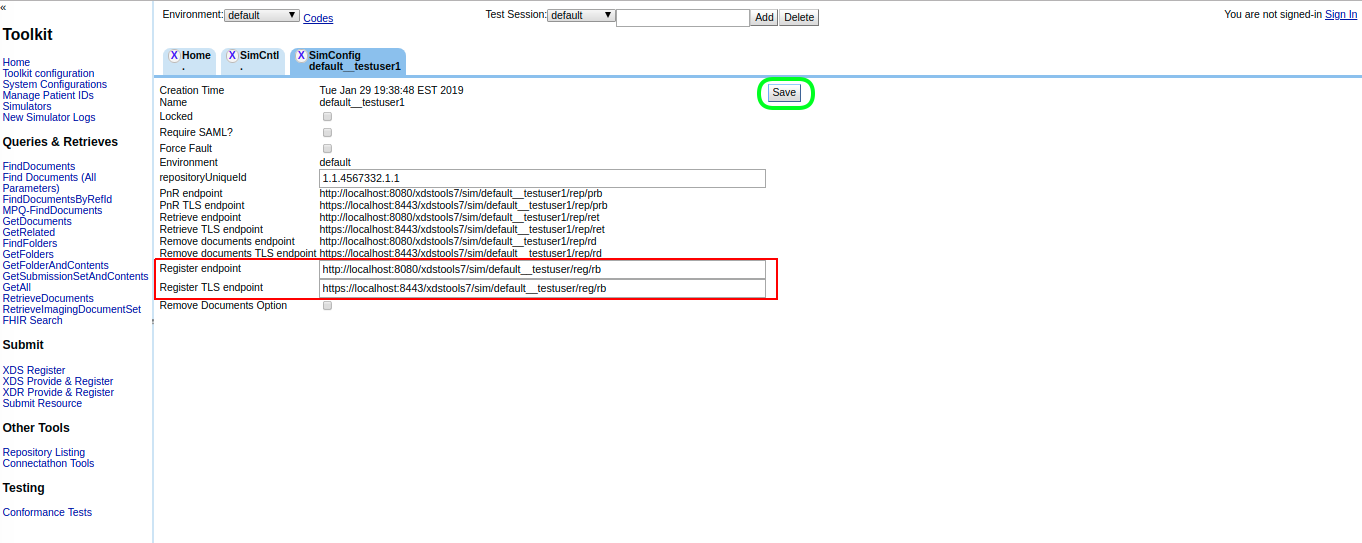 «
Environment: default Codes
Test Session: default Add Delete
You are not signed-in Sign In
Toolkit
Home
Toolkit configuration
System Configurations
Manage Patient IDs
Simulators
New Simulator Logs
Queries & Retrieves
FindDocuments
Find Documents (All
Parameters)
FindDocumentsByRefId
MPQ-FindDocuments
GetDocuments
GetRelated
FindFolders
GetFolders
GetFolderAndContents
GetSubmissionSetAndContents
GetAll
RetrieveDocuments
RetrieveImagingDocumentSet
FHIR Search
Submit
XDS Register
XDS Provide & Register
XDR Provide & Register
Submit Resource
Other Tools
Repository Listing
Connectathon Tools
Testing
Conformance Tests
X Home
.
X SimCntl
.
X SimConfig
default__testuser1
Creation Time Tue Jan 29 19:38:48 EST 2019
Save
Name default__testuser1
Locked
Require SAML?
Force Fault
Environment default
repositoryUniqueId 1.1.4567332.1.1
PnR endpoint http://localhost:8080/xdstools7/sim/default__testuser1/rep/prb
PnR TLS endpoint https://localhost:8443/xdstools7/sim/default__testuser1/rep/prb
Retrieve endpoint http://localhost:8080/xdstools7/sim/default__testuser1/rep/ret
Retrieve TLS endpoint https://localhost:8443/xdstools7/sim/default__testuser1/rep/ret
Remove documents endpoint http://localhost:8080/xdstools7/sim/default__testuser1/rep/rd
Remove documents TLS endpoint https://localhost:8443/xdstools7/sim/default__testuser1/rep/rd
Register endpoint http://localhost:8080/xdstools7/sim/default__testuser/reg/rb
Register TLS endpoint https://localhost:8443/xdstools7/sim/default__testuser/reg/rb
Remove Documents Option